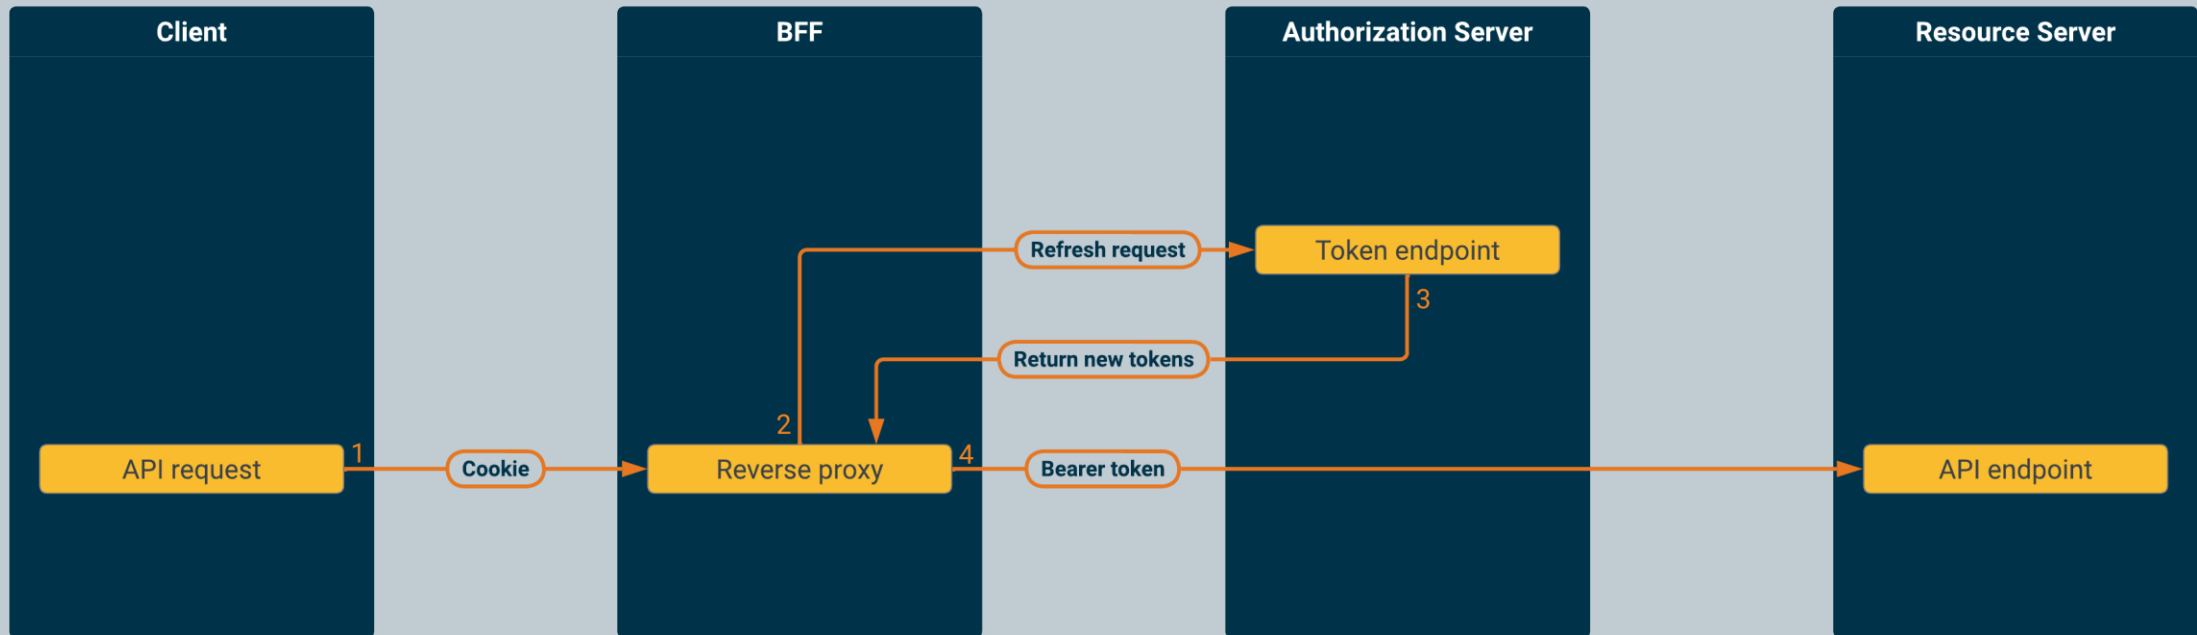 Client
BFF
Authorization Server
Resource Server
Refresh request
Token endpoint
3
Return new tokens
2
API request
1
Cookie
Reverse proxy
4
Bearer token
API endpoint